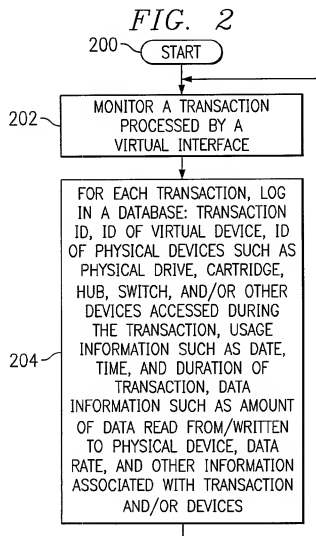 FIG. 2
200
START
202
MONITOR A TRANSACTION
PROCESSED BY A
VIRTUAL INTERFACE
204
FOR EACH TRANSACTION, LOG
IN A DATABASE: TRANSACTION
ID, ID OF VIRTUAL DEVICE, ID
OF PHYSICAL DEVICES SUCH AS
PHYSICAL DRIVE, CARTRIDGE,
HUB, SWITCH, AND/OR OTHER
DEVICES ACCESSED DURING
THE TRANSACTION, USAGE
INFORMATION SUCH AS DATE,
TIME, AND DURATION OF
TRANSACTION, DATA
INFORMATION SUCH AS AMOUNT
OF DATA READ FROM/WRITTEN
TO PHYSICAL DEVICE, DATA
RATE, AND OTHER INFORMATION
ASSOCIATED WITH TRANSACTION
AND/OR DEVICES